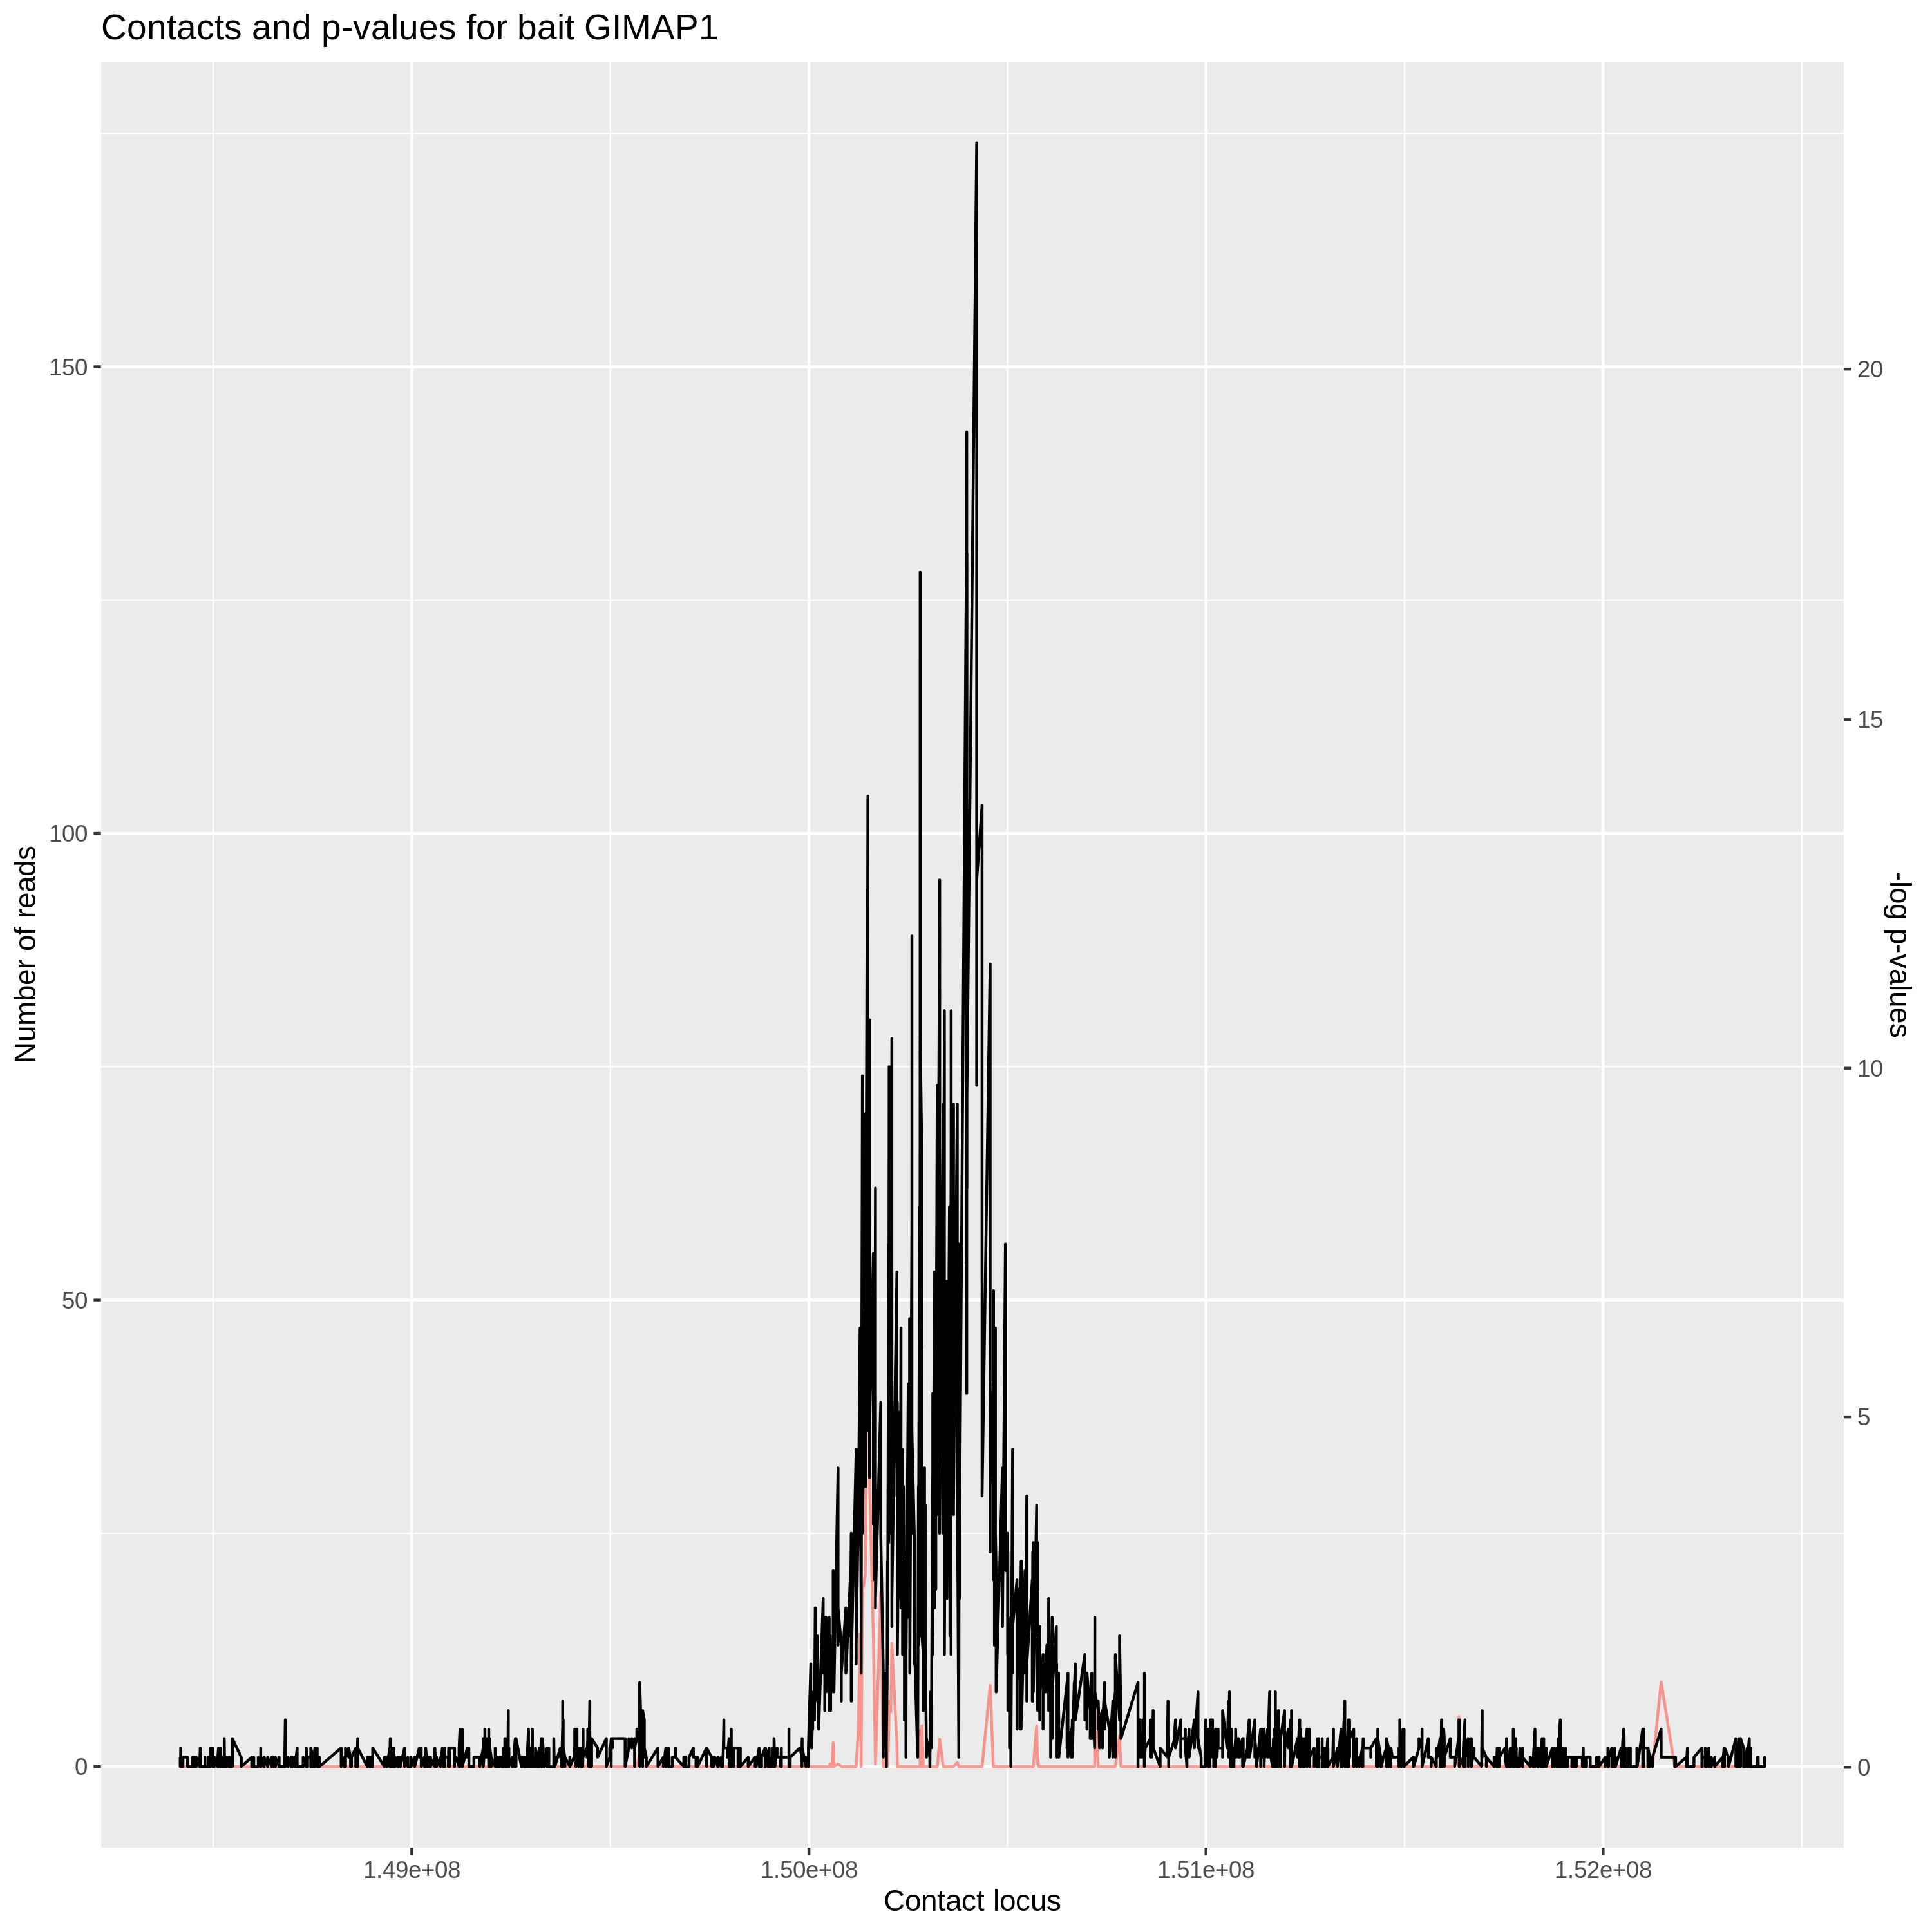 Contacts and p-values for bait GIMAP1
150
100
50
0
20
15
10
5
0
Number of reads
-log p-values
1.49e+08 1.50e+08 1.51e+08 1.52e+08
Contact locus